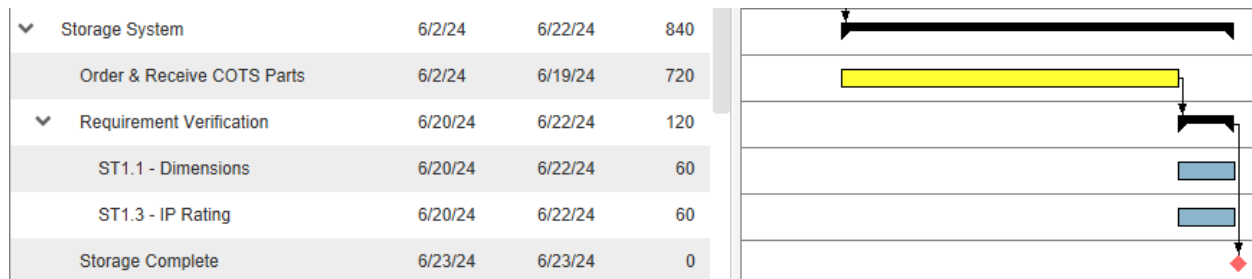 Storage System 6/2/24 6/22/24 840
Order & Receive COTS Parts 6/2/24 6/19/24 720
Requirement Verification 6/20/24 6/22/24 120
ST1.1 - Dimensions 6/20/24 6/22/24 60
ST1.3 - IP Rating 6/20/24 6/22/24 60
Storage Complete 6/23/24 6/23/24 0